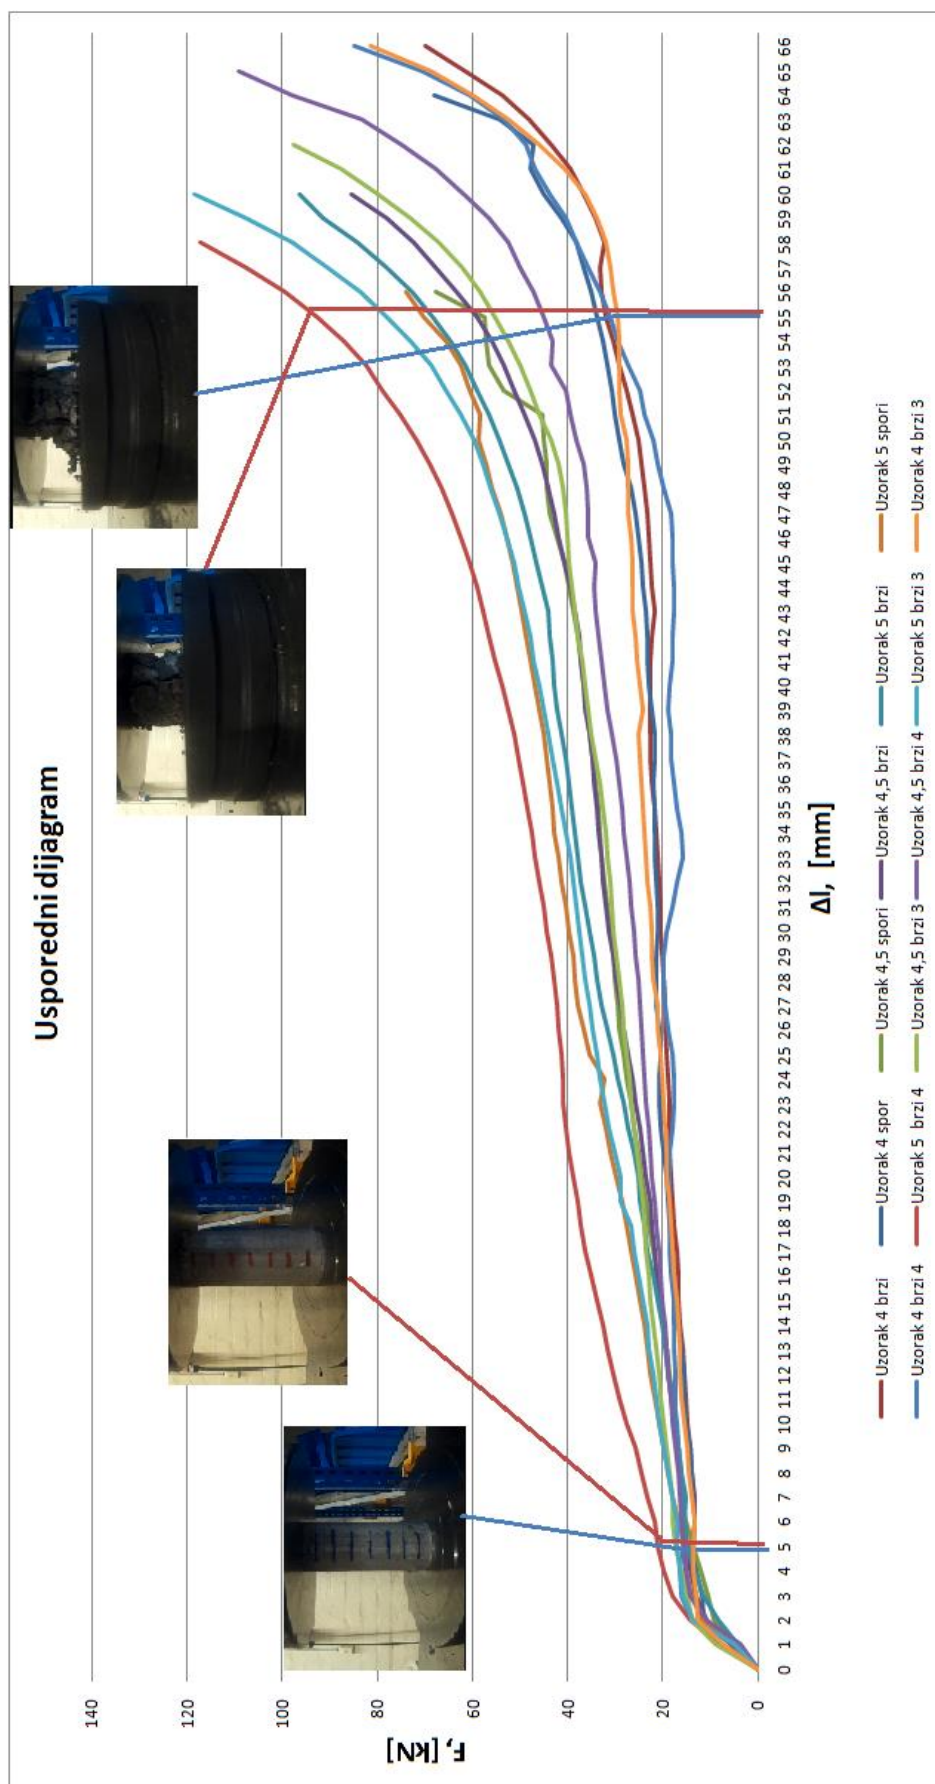 Usporedni dijagram
F, [kN]
140
120
100
80
60
40
20
0
0 1 2 3 4 5 6 7 8 9 10 11 12 13 14 15 16 17 18 19 20 21 22 23 24 25 26 27 28 29 30 31 32 33 34 35 36 37 38 39 40 41 42 43 44 45 46 47 48 49 50 51 52 53 54 55 56 57 58 59 60 61 62 63 64 65 66
Δl, [mm]
Uzorak 4 brzi Uzorak 4 spor Uzorak 4,5 spori Uzorak 4,5 brzi Uzorak 5 brzi Uzorak 5 spori
Uzorak 4 brzi 4 Uzorak 5 brzi 4 Uzorak 4,5 brzi 3 Uzorak 4,5 brzi 4 Uzorak 5 brzi 3 Uzorak 4 brzi 3